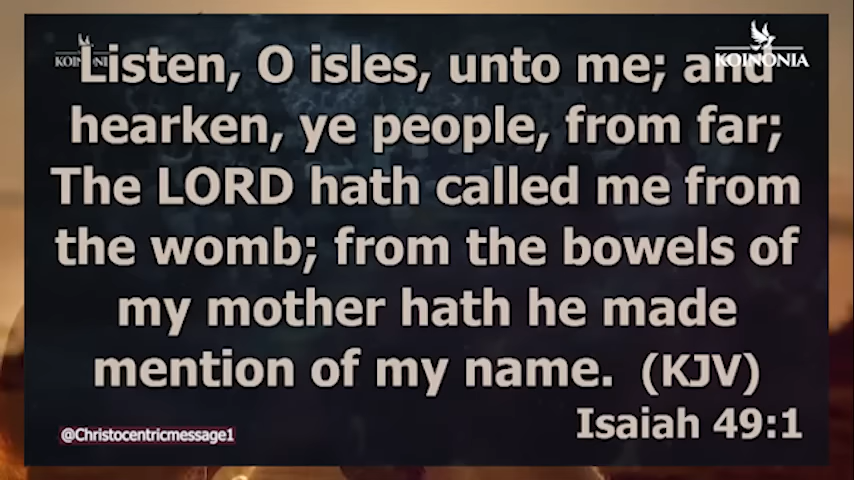 KOINONIA
Listen, O isles, unto me; and
hearken, ye people, from far;
The LORD hath called me from
the womb; from the bowels of
my mother hath he made
mention of my name. (KJV)
Isaiah 49:1
@Christocentricmessage1